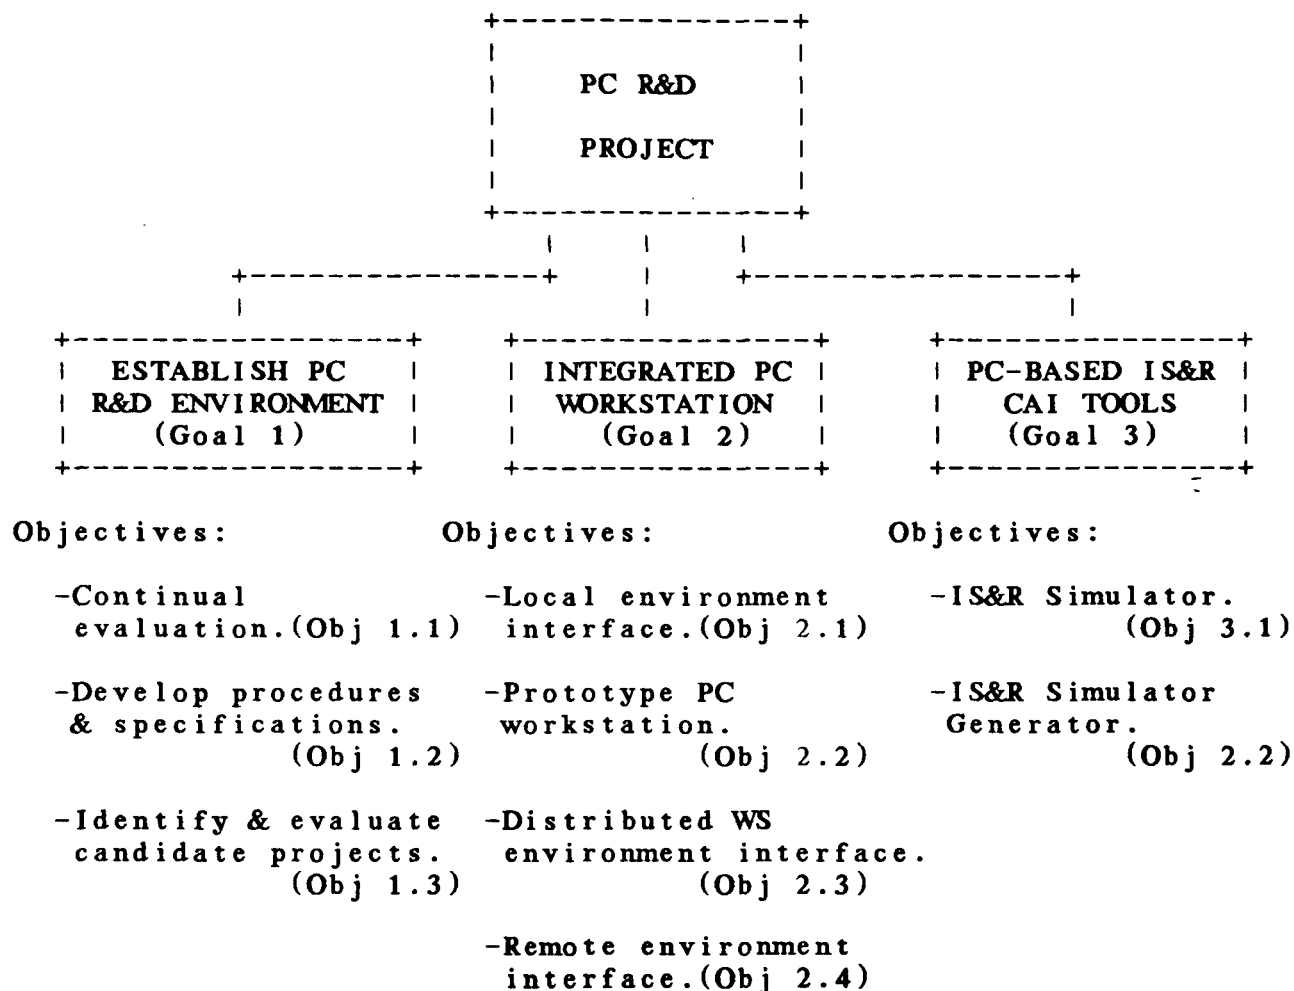 PC R&D
PROJECT
ESTABLISH PC
R&D ENVIRONMENT
(Goal 1)
INTEGRATED PC
WORKSTATION
(Goal 2)
PC-BASED IS&R
CAI TOOLS
(Goal 3)
Objectives:
-Continual
evaluation.(Obj 1.1)
-Develop procedures
& specifications.
(Obj 1.2)
-Identify & evaluate
candidate projects.
(Obj 1.3)
Objectives:
-Local environment
interface.(Obj 2.1)
-Prototype PC
workstation.
(Obj 2.2)
-Distributed WS
environment interface.
(Obj 2.3)
-Remote environment
interface.(Obj 2.4)
Objectives:
-IS&R Simulator.
(Obj 3.1)
-IS&R Simulator
Generator.
(Obj 2.2)